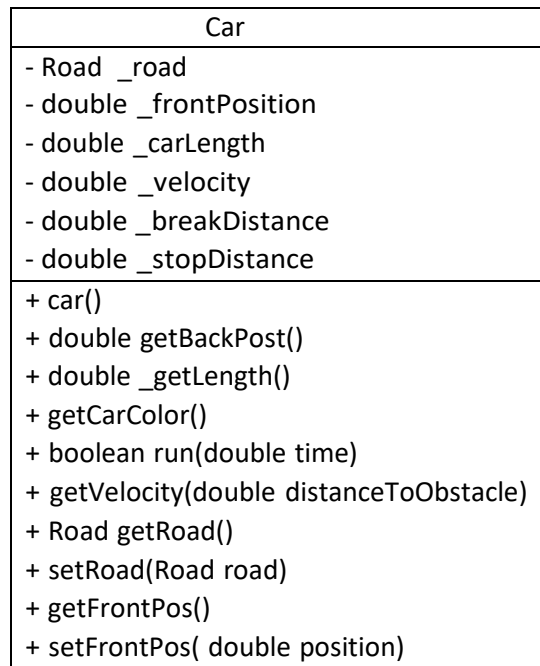 Car
- Road _road
- double _frontPosition
- double _carLength
- double _velocity
- double _breakDistance
- double _stopDistance
+ car()
+ double getBackPost()
+ double _getLength()
+ getCarColor()
+ boolean run(double time)
+ getVelocity(double distanceToObstacle)
+ Road getRoad()
+ setRoad(Road road)
+ getFrontPos()
+ setFrontPos( double position)